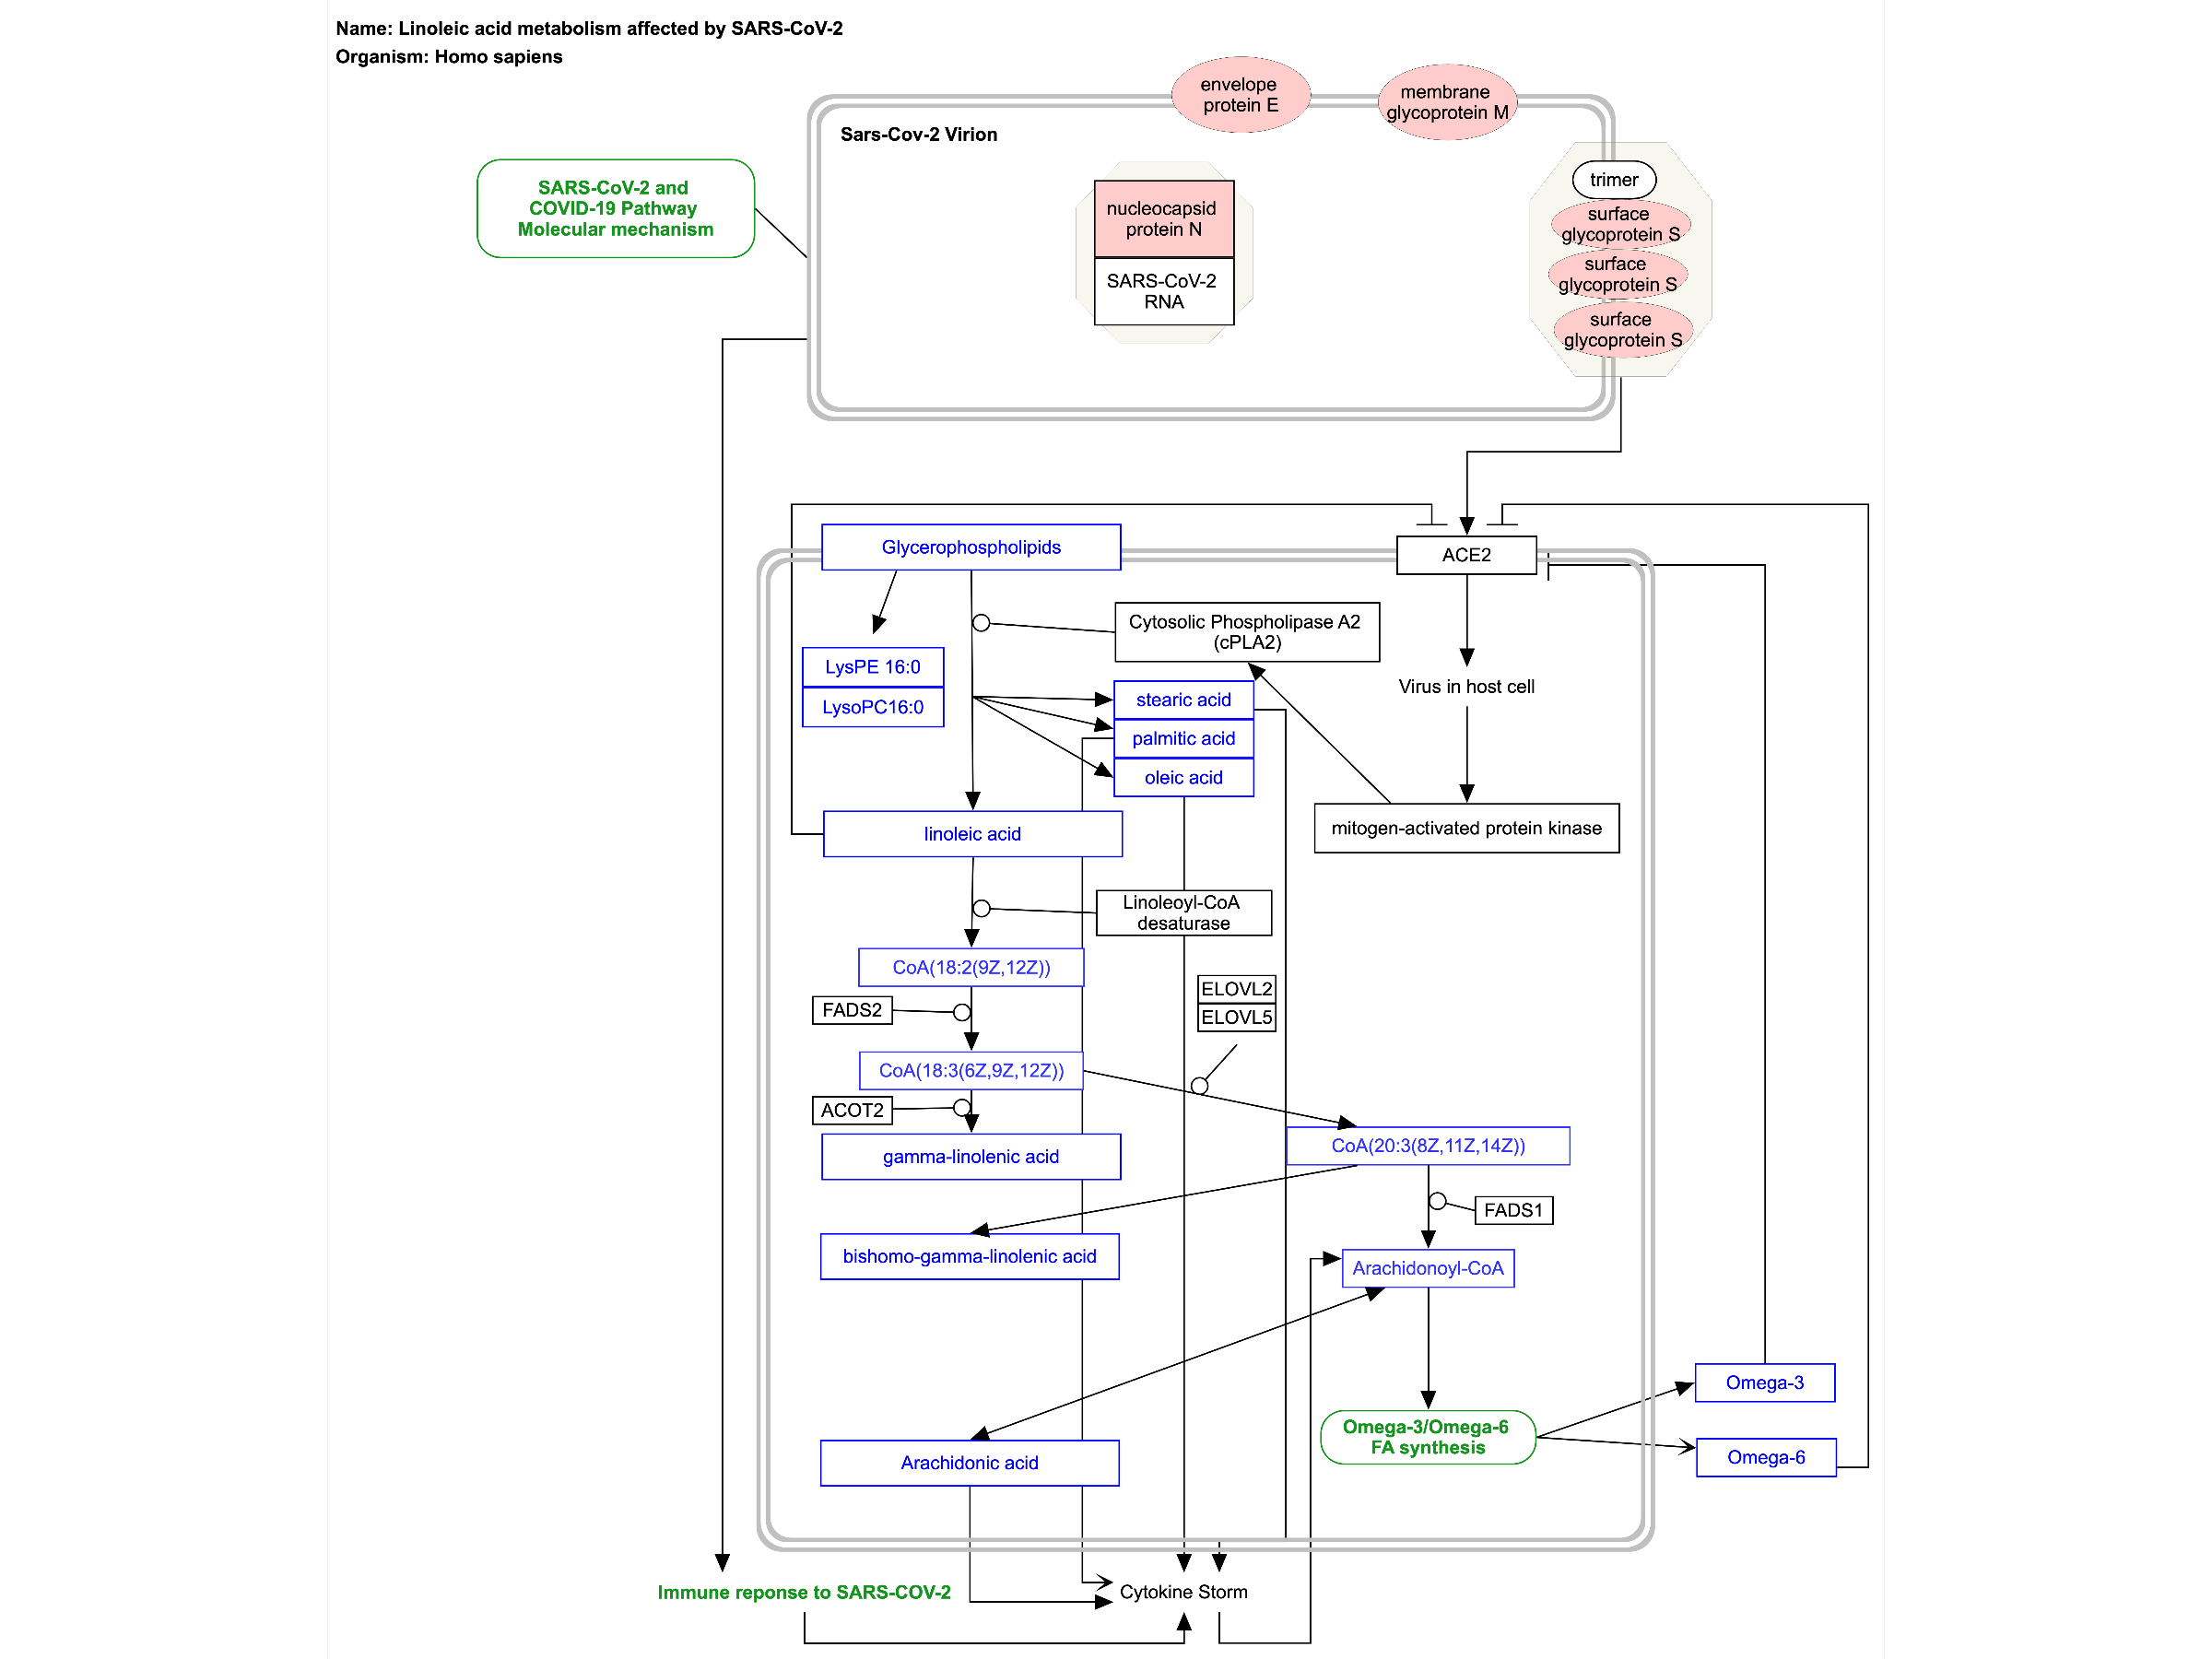 Name: Linoleic acid metabolism affected by SARS-CoV-2
Organism: Homo sapiens
envelope
protein E
membrane
glycoprotein M
Sars-Cov-2 Virion
SARS-CoV-2 and
COVID-19 Pathway
Molecular mechanism
nucleocapsid
protein N
SARS-CoV-2
RNA
trimer
surface
glycoprotein S
surface
glycoprotein S
surface
glycoprotein S
Glycerophospholipids
ACE2
Cytosolic Phospholipase A2
(cPLA2)
LysPE 16:0
LysoPC16:0
stearic acid
palmitic acid
oleic acid
Virus in host cell
linoleic acid
mitogen-activated protein kinase
Linoleoyl-CoA
desaturase
CoA(18:2(9Z,12Z))
FADS2
ELOVL2
ELOVL5
CoA(18:3(6Z,9Z,12Z))
ACOT2
gamma-linolenic acid
CoA(20:3(8Z,11Z,14Z))
FADS1
bishomo-gamma-linolenic acid
Arachidonoyl-CoA
Omega-3
Omega-3/Omega-6
FA synthesis
Arachidonic acid
Omega-6
Immune reponse to SARS-COV-2
Cytokine Storm